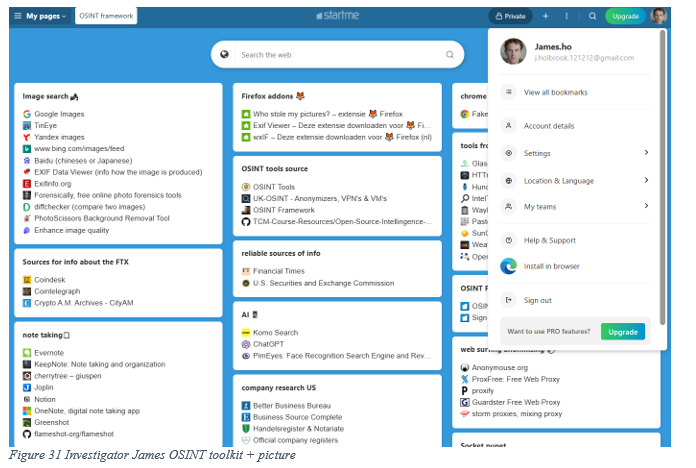 My pages
OSINT framework
startme
Private
Upgrade
Search the web
James.ho
j.holbrook.121212@gmail.com
View all bookmarks
Account details
Settings
Location & Language
My teams
Help & Support
Install in browser
Sign out
Want to use PRO features?
Upgrade
Image search
Google Images
TinEye
Yandex images
www.bing.com/images/feed
Baidu (chineses or Japanese)
EXIF Data Viewer (info how the image is produced)
Exifinfo.org
Forensically, free online photo forensics tools
diffchecker (compare two images)
PhotoScissors Background Removal Tool
Enhance image quality
Sources for info about the FTX
Coindesk
Cointelegraph
Crypto A.M. Archives - CityAM
note taking
Evernote
KeepNote: Note taking and organization
cherrytree – giuspen
Joplin
Notion
OneNote, digital note taking app
Greenshot
flameshot-org/flameshot
Firefox addons
Who stole my pictures? – extensie Firefox
Exif Viewer – Deze extensie downloaden voor Fi...
wxIF – Deze extensie downloaden voor Firefox (nl)
OSINT tools source
OSINT Tools
UK-OSINT - Anonymizers, VPN's & VM's
OSINT Framework
TCM-Course-Resources/Open-Source-Intellingence-...
reliable sources of info
Financial Times
U.S. Securities and Exchange Commission
AI
Komo Search
ChatGPT
PimEyes: Face Recognition Search Engine and Rev...
company research US
Better Business Bureau
Business Source Complete
Handelsregister & Notariate
Official company registers
chrome
Fake
tools fro
Glas
HTTr
Hunc
IntelT
Wayl
Paste
SunC
Wea
Open
OSINT
OSIN
Sign
web surfing
Anonymouse.org
ProxFree: Free Web Proxy
proxify
Guardster Free Web Proxy
storm proxies, mixing proxy
Socket pupet
Figure 31 Investigator James OSINT toolkit + picture